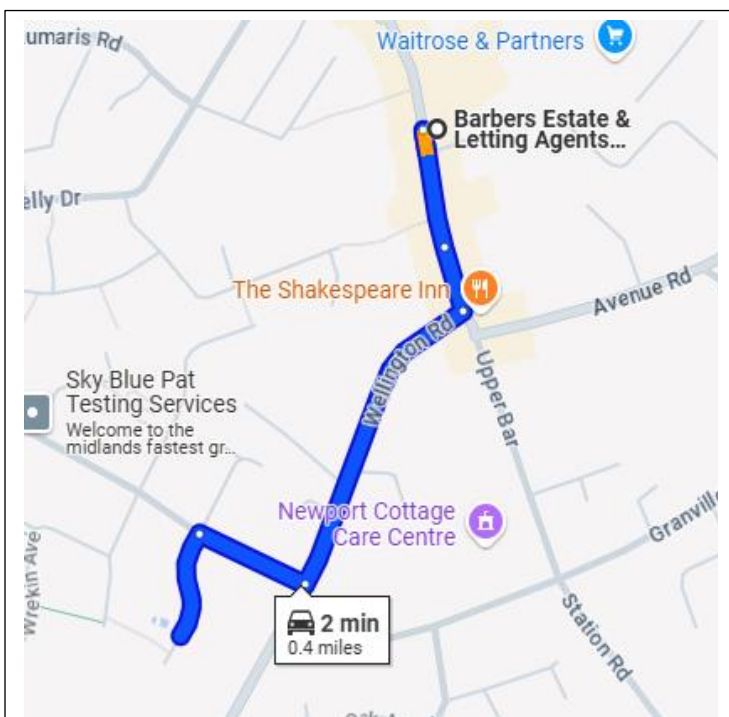 umaris Rd
Waitrose & Partners
Barbers Estate &
Letting Agents...
elly Dr
The Shakespeare Inn
Avenue Rd
Wellington Rd
Upper Bar
Sky Blue Pat
Testing Services
Welcome to the
midlands fastest gr...
Newport Cottage
Care Centre
Granville
Wrekin Ave
2 min
0.4 miles
Station Rd